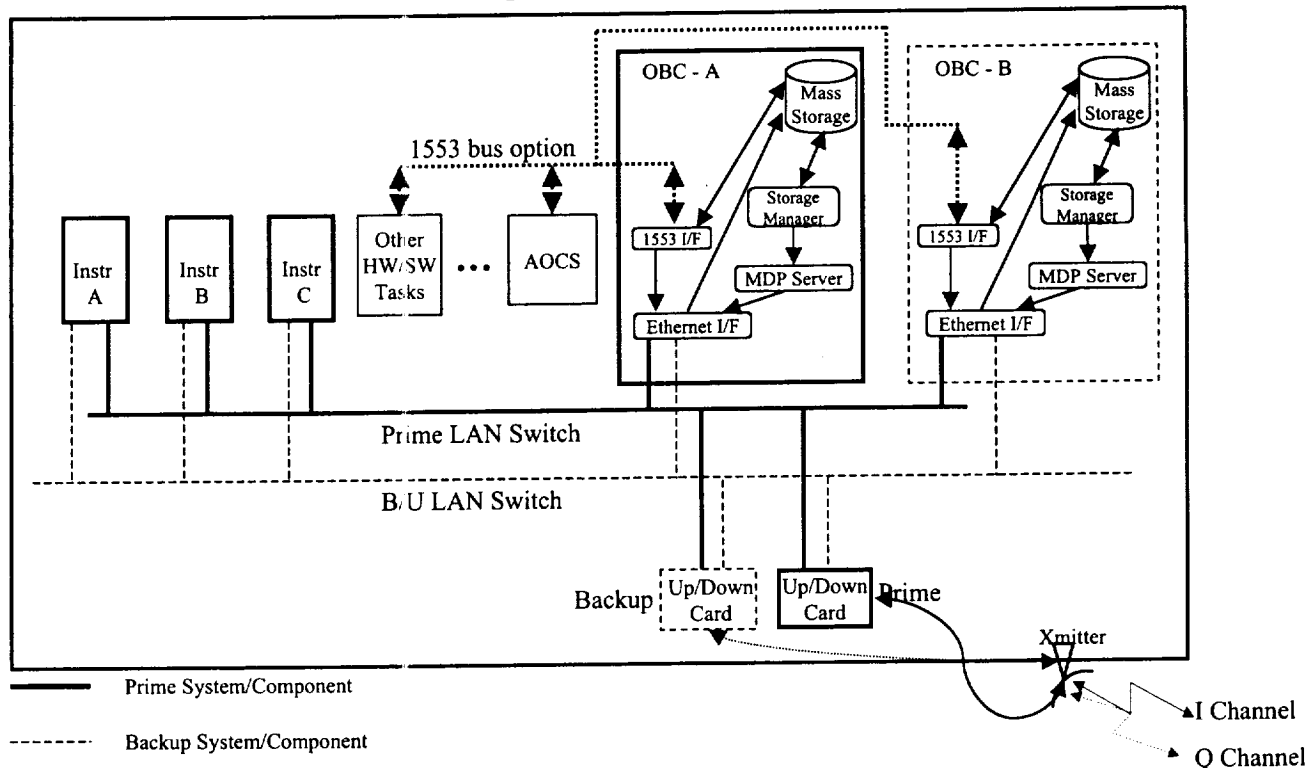 OBC - A
Mass
Storage
OBC - B
Mass
Storage
1553 bus option
Instr
A
Instr
B
Instr
C
Other
HW/SW
Tasks
...
AOCS
Storage
Manager
1553 I/F
MDP Server
Ethernet I/F
Storage
Manager
1553 I/F
MDP Server
Ethernet I/F
Prime LAN Switch
B/U LAN Switch
Backup
Up/Down
Card
Up/Down
Card
Prime
Xmitter
Prime System/Component
Backup System/Component
I Channel
Q Channel